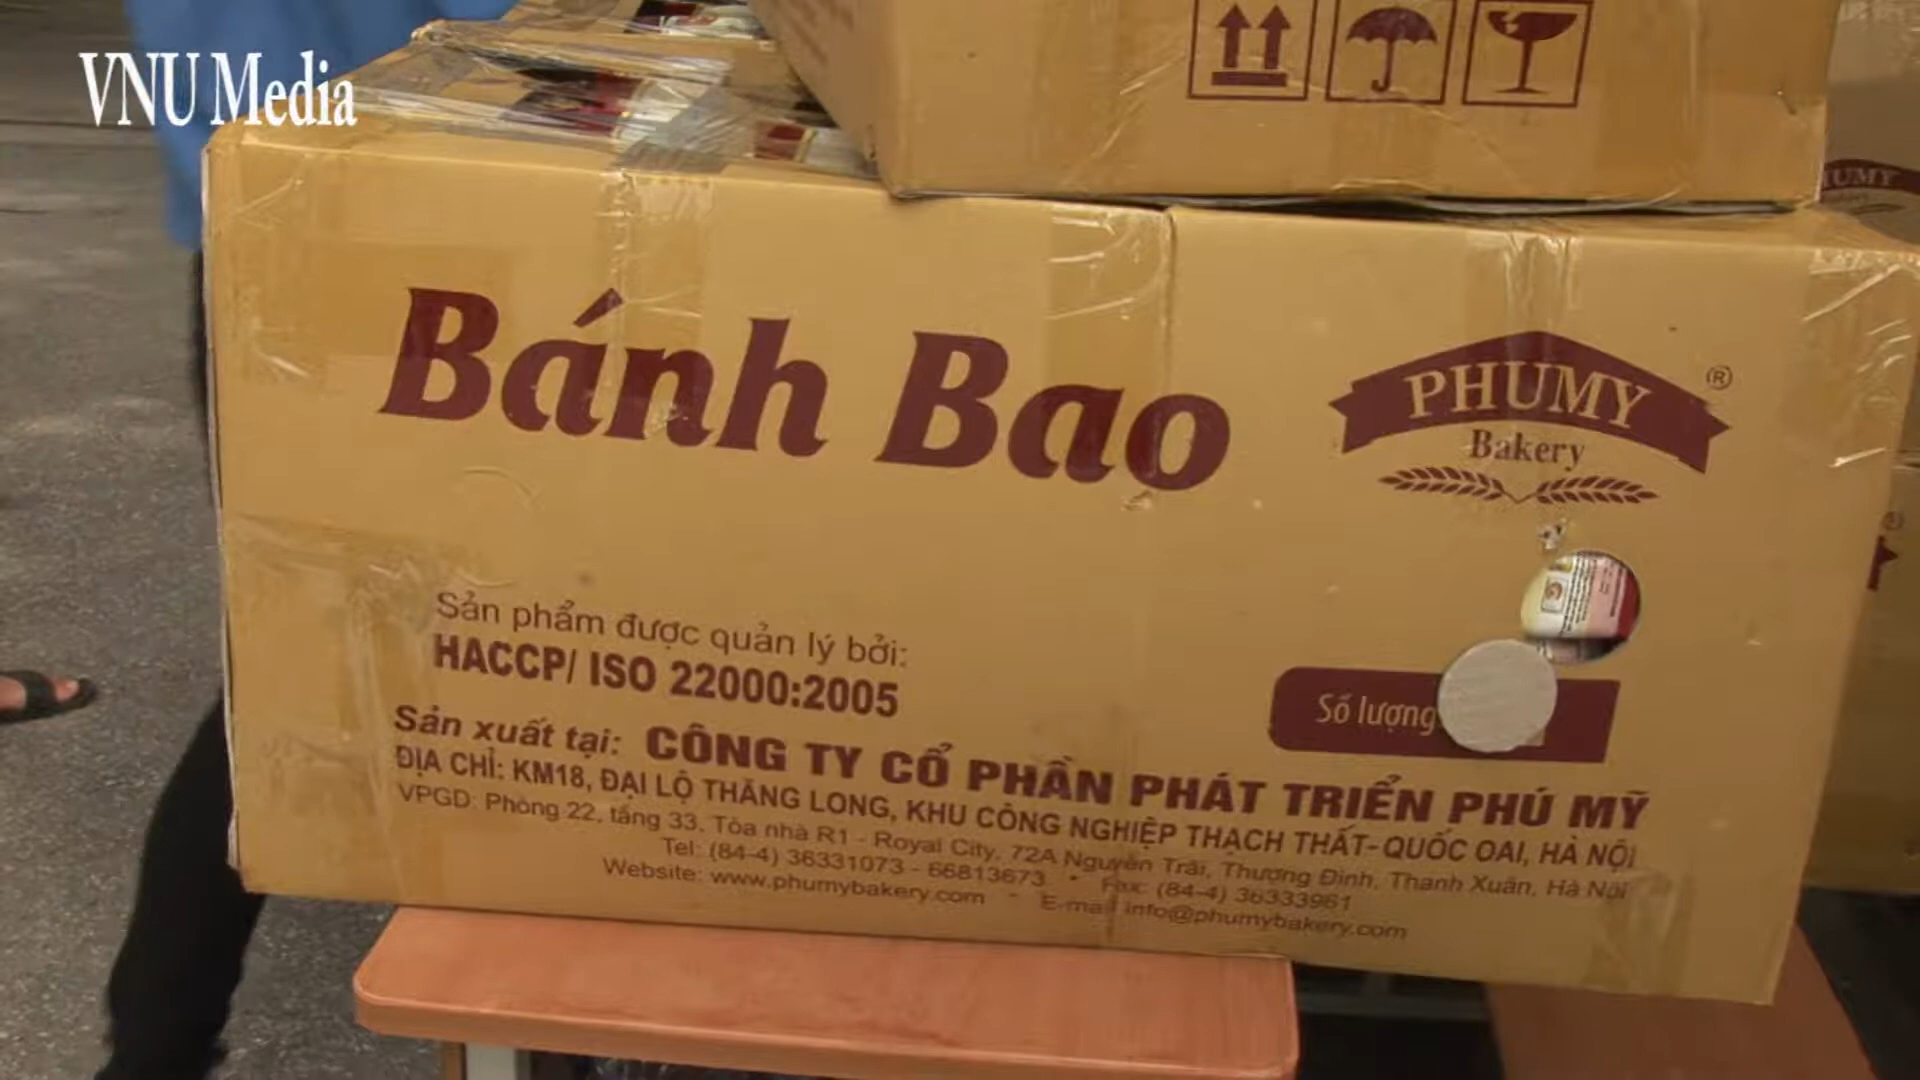 VNU Media
Bánh Bao
PHUMY
®
Bakery
Sản phẩm được quản lý bởi:
HACCP/ ISO 22000:2005
Số lượng
Sản xuất tại: CÔNG TY CỔ PHẦN PHÁT TRIỂN PHÚ MỸ
ĐỊA CHỈ: KM18, ĐẠI LỘ THĂNG LONG, KHU CÔNG NGHIỆP THẠCH THẤT-QUỐC OAI, HÀ NỘI
VPGD: Phòng 22, tầng 33, Tòa nhà R1 - Royal City, 72A Nguyễn Trãi, Thượng Đình, Thanh Xuân, Hà Nội
Tel: (84-4) 36331073 - 66813673 * Fax: (84-4) 36333961
Website: www.phumybakery.com - E-mail info@phumybakery.com